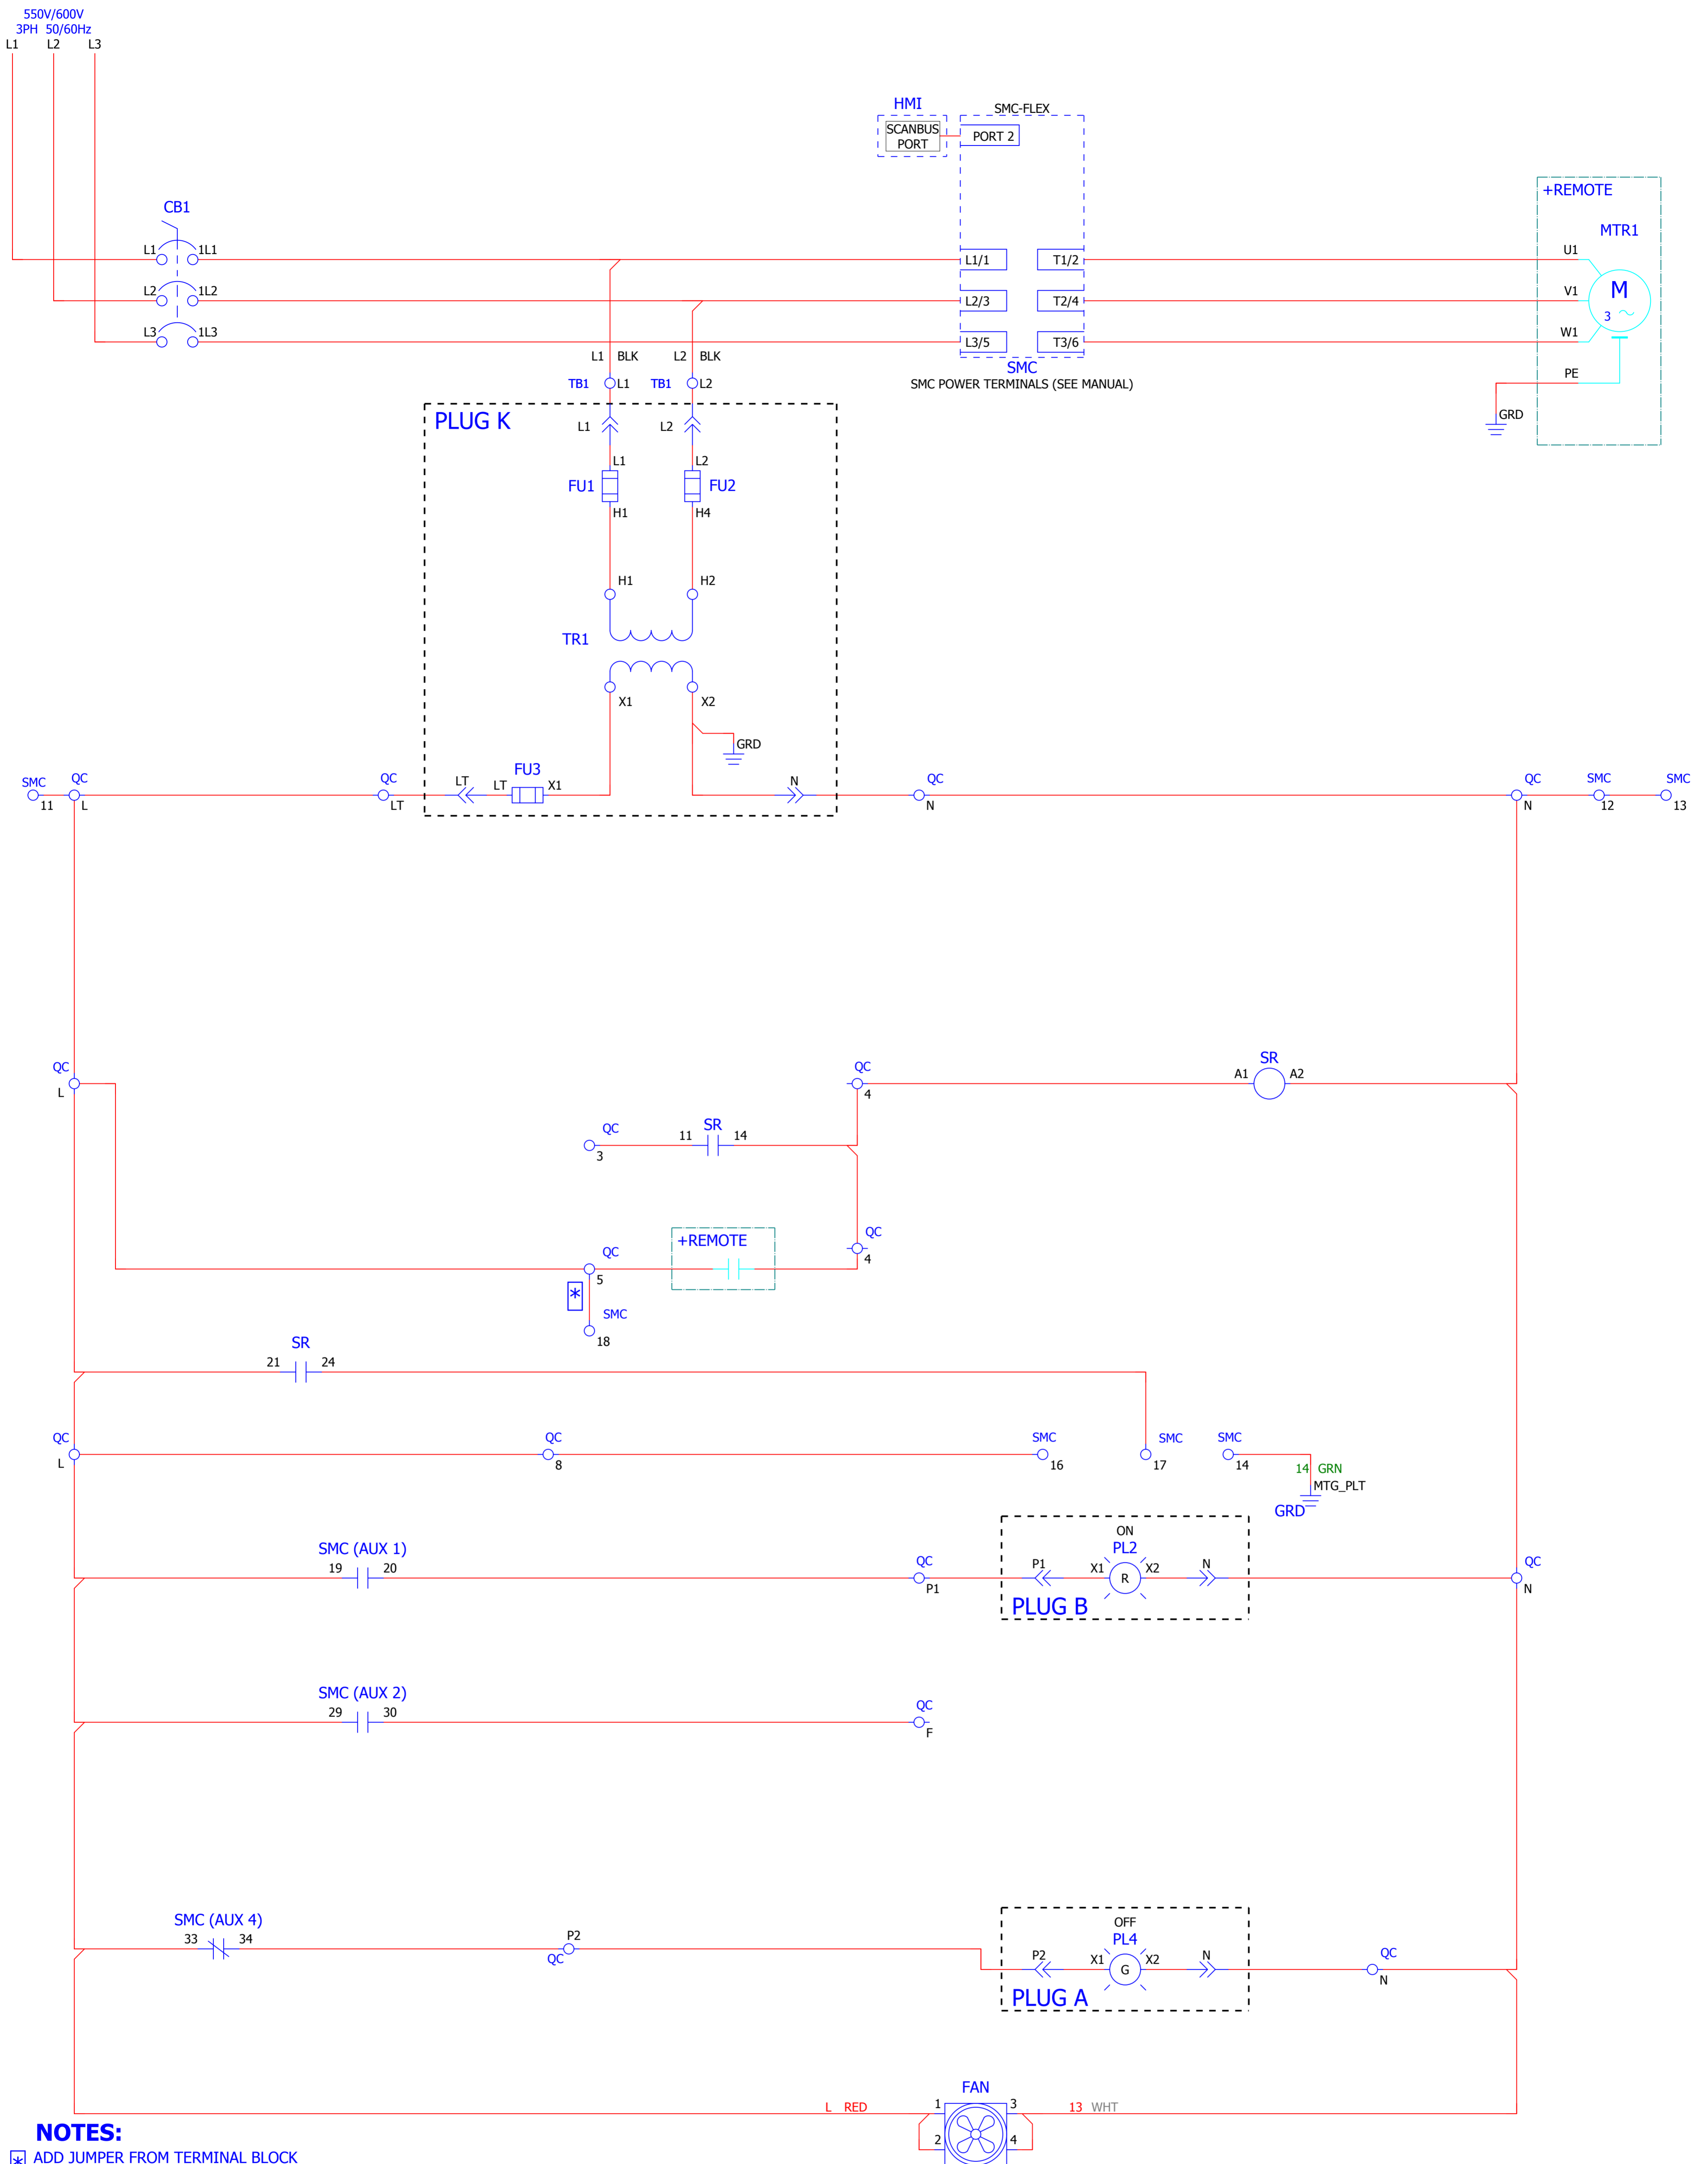 550V/600V
3PH 50/60Hz
L1 L2 L3
HMI
SMC-FLEX
SCANBUS
PORT
PORT 2
+REMOTE
CB1
MTR1
L1 1L1
L1/1 T1/2
U1
L2 1L2
L2/3 T2/4
V1
M
3
L3 1L3
L3/5 T3/6
W1
L1 BLK L2 BLK
SMC
TB1 L1 TB1 L2
SMC POWER TERMINALS (SEE MANUAL)
PE
GRD
PLUG K
L1 L2
L1 L2
FU1 FU2
H1 H4
H1 H2
TR1
X1 X2
GRD
FU3
SMC QC QC LT LT X1 N QC QC SMC SMC
11 L LT N N 12 13
QC QC SR
L 4 A1 A2
QC SR
3 11 14
+REMOTE
QC QC
5 4
*
SMC
18
SR
21 24
QC QC SMC SMC SMC
L 8 16 17 14
14 GRN
MTG_PLT
GRD
ON
SMC (AUX 1) PL2
19 20 QC P1 X1 R X2 N QC
P1 N
PLUG B
SMC (AUX 2)
29 30 QC
F
SMC (AUX 4) OFF
33 34 P2 PL4
QC P2 X1 G X2 N QC
N
PLUG A
FAN
L RED 1 3 13 WHT
2 4
NOTES:
* ADD JUMPER FROM TERMINAL BLOCK